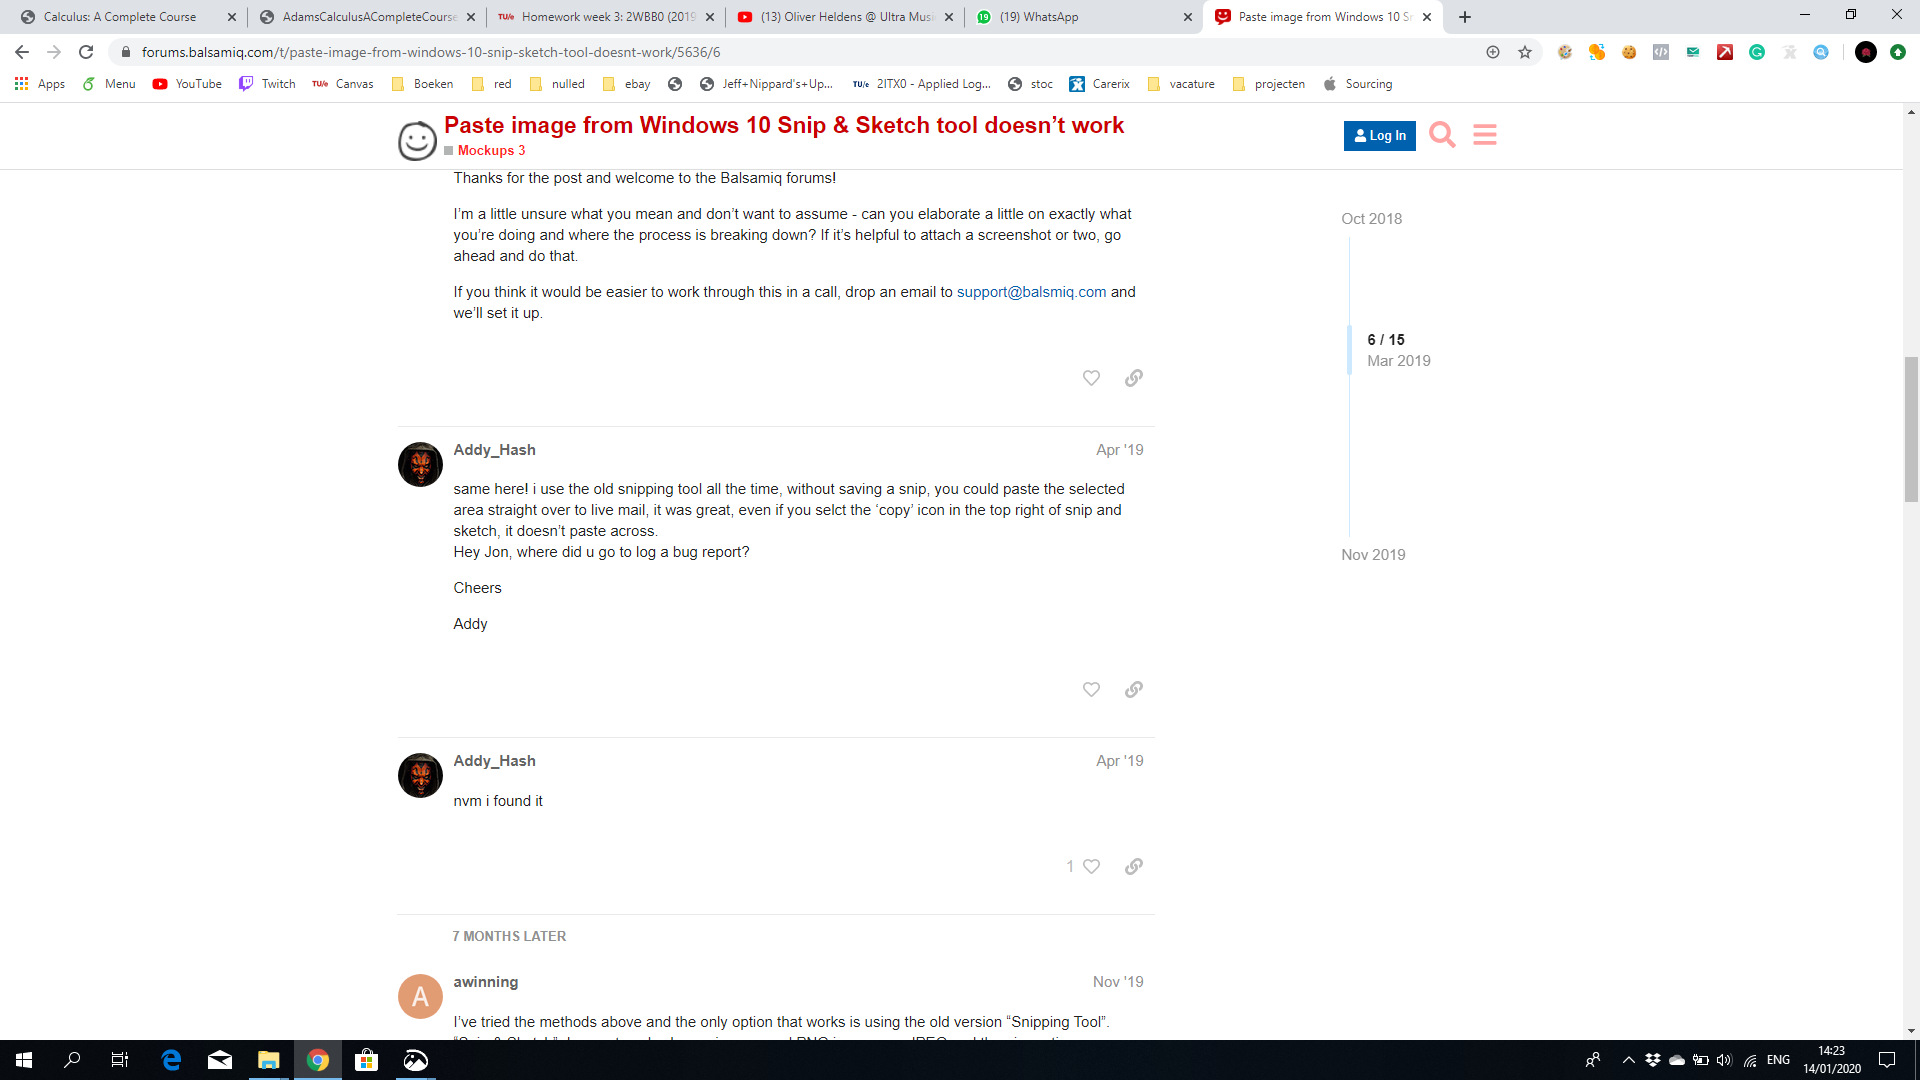 Calculus: A Complete Course
AdamsCalculusACompleteCourse
TU/e Homework week 3: 2WBB0 (2019
(13) Oliver Heldens @ Ultra Musi
19 (19) WhatsApp
Paste image from Windows 10 Sn
forums.balsamiq.com/t/paste-image-from-windows-10-snip-sketch-tool-doesnt-work/5636/6
Apps Menu YouTube Twitch TU/e Canvas Boeken red nulled ebay Jeff+Nippard's+Up... TU/e 2ITX0 - Applied Log... stoc Carerix vacature projecten Sourcing
Paste image from Windows 10 Snip & Sketch tool doesn’t work
Mockups 3
Log In
Thanks for the post and welcome to the Balsamiq forums!
I’m a little unsure what you mean and don’t want to assume - can you elaborate a little on exactly what
you’re doing and where the process is breaking down? If it’s helpful to attach a screenshot or two, go
ahead and do that.
If you think it would be easier to work through this in a call, drop an email to support@balsmiq.com and
we’ll set it up.
Oct 2018
6 / 15
Mar 2019
Nov 2019
Addy_Hash
Apr '19
same here! i use the old snipping tool all the time, without saving a snip, you could paste the selected
area straight over to live mail, it was great, even if you selct the ‘copy’ icon in the top right of snip and
sketch, it doesn’t paste across.
Hey Jon, where did u go to log a bug report?
Cheers
Addy
Addy_Hash
Apr '19
nvm i found it
1
7 MONTHS LATER
A
awinning
Nov '19
I’ve tried the methods above and the only option that works is using the old version “Snipping Tool”.
ENG
14:23
14/01/2020